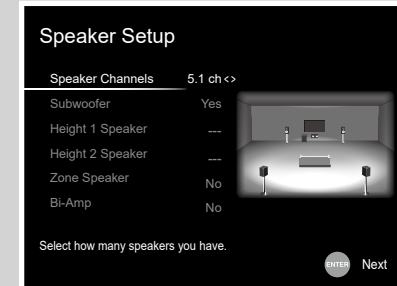 Speaker Setup
Speaker Channels 5.1 ch <>
Subwoofer Yes
Height 1 Speaker ---
Height 2 Speaker ---
Zone Speaker No
Bi-Amp No
Select how many speakers you have.
ENTER Next